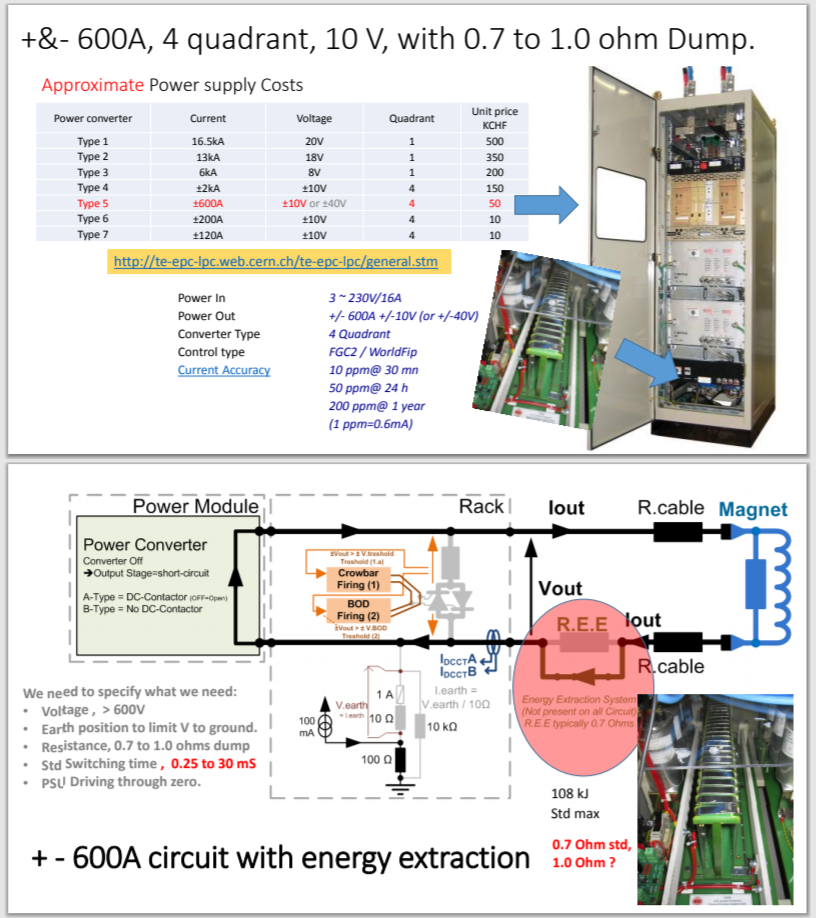 +&- 600A, 4 quadrant, 10 V, with 0.7 to 1.0 ohm Dump.
Approximate Power supply Costs
Power converter Current Voltage Quadrant Unit price KCHF
Type 1 16.5kA 20V 1 500
Type 2 13kA 18V 1 350
Type 3 6kA 8V 1 200
Type 4 ±2kA ±10V 4 150
Type 5 ±600A ±10V or ±40V 4 50
Type 6 ±200A ±10V 4 10
Type 7 ±120A ±10V 4 10
http://te-epc-lpc.web.cern.ch/te-epc-lpc/general.stm
Power In 3 ~ 230V/16A
Power Out +/- 600A +/-10V (or +/-40V)
Converter Type 4 Quadrant
Control type FGC2 / WorldFip
Current Accuracy 10 ppm@ 30 mn
50 ppm@ 24 h
200 ppm@ 1 year
(1 ppm=0.6mA)
Power Module
Rack
Iout
R.cable
Magnet
Power Converter
Converter Off
➔Output Stage=short-circuit
A-Type = DC-Contactor (OFF=Open)
B-Type = No DC-Contactor
±Vout > ± V.treshold
Troshold (1.a)
Crowbar
Firing (1)
BOD
Firing (2)
±Vout > ± V.BOD
Treshold (2)
Vout
R.E.E
Iout
R.cable
IDCCTA
IDCCTB
Energy Extraction System
(Not present on all Circuit)
R.E.E typically 0.7 Ohms
I.earth =
V.earth / 10Ω
1 A
V.earth
= I.earth
10 Ω
10 kΩ
100
mA
100 Ω
We need to specify what we need:
• Voltage , > 600V
• Earth position to limit V to ground.
• Resistance, 0.7 to 1.0 ohms dump
• Std Switching time , 0.25 to 30 mS
• PSU Driving through zero.
108 kJ
Std max
0.7 Ohm std,
1.0 Ohm ?
+ - 600A circuit with energy extraction